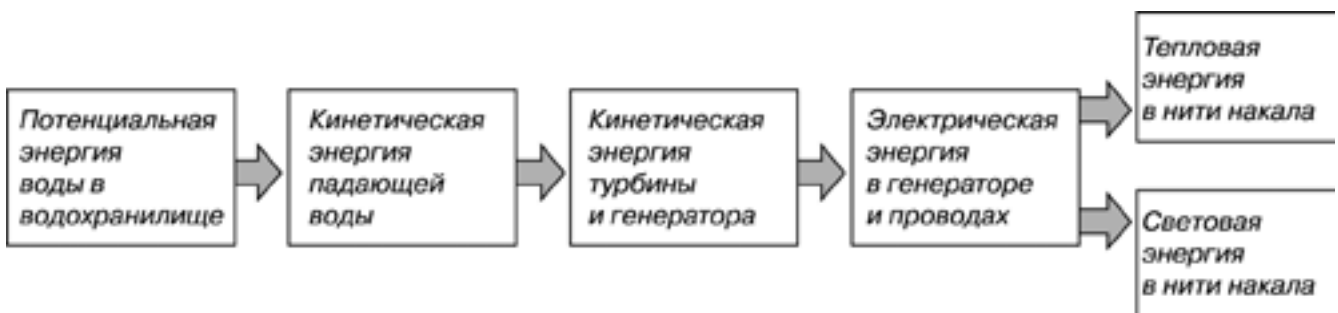 Потенциальная
энергия
воды в
водохранилище
Кинетическая
энергия
падающей
воды
Кинетическая
энергия
турбины
и генератора
Электрическая
энергия
в генераторе
и проводах
Тепловая
энергия
в нити накала
Световая
энергия
в нити накала